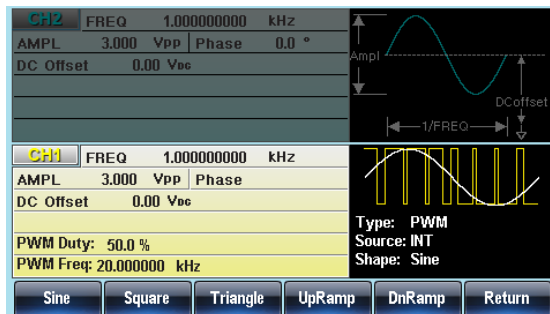 CH2 FREQ 1.000000000 kHz
AMPL 3.000 Vpp Phase 0.0 °
DC Offset 0.00 VDC
Ampl
DCoffset
1/FREQ
CH1 FREQ 1.000000000 kHz
AMPL 3.000 Vpp Phase
DC Offset 0.00 VDC
PWM Duty: 50.0 %
PWM Freq: 20.000000 kHz
Type: PWM
Source: INT
Shape: Sine
Sine Square Triangle UpRamp DnRamp Return